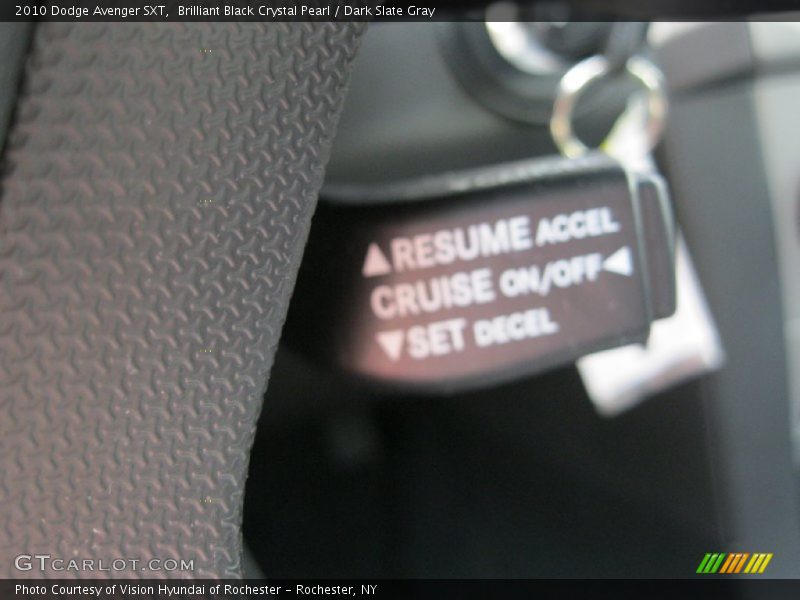 2010 Dodge Avenger SXT,  Brilliant Black Crystal Pearl / Dark Slate Gray
▲RESUME ACCEL
CRUISE ON/OFF◀
▼SET DECEL
GTCARLOT.COM
Photo Courtesy of Vision Hyundai of Rochester - Rochester, NY